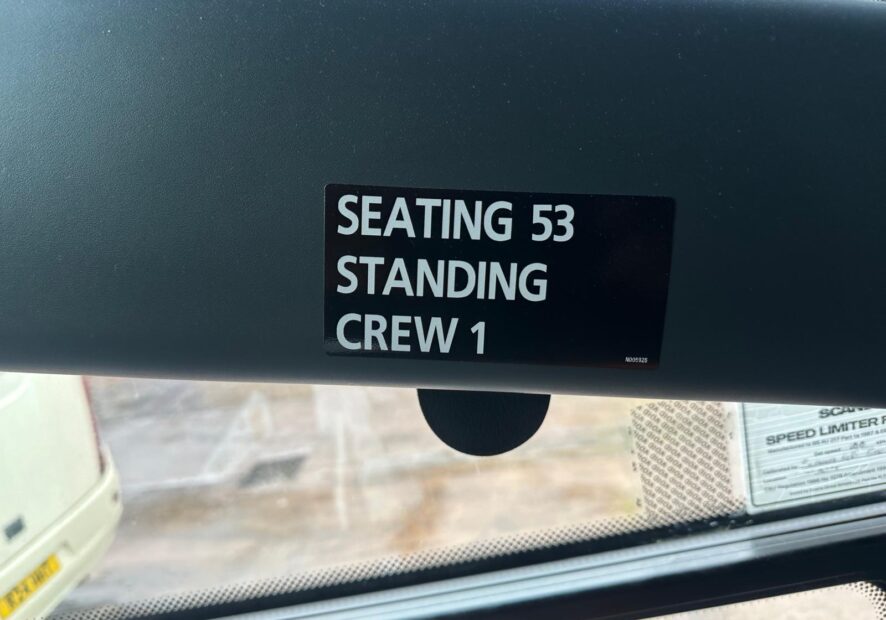 SEATING 53
STANDING
CREW 1
SPEED LIMITER